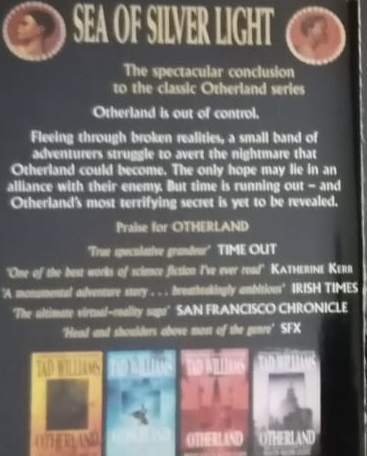 SEA OF SILVER LIGHT
The spectacular conclusion
to the classic Otherland series
Otherland is out of control.
Fleeing through broken realities, a small band of
adventurers struggle to avert the nightmare that
Otherland could become. The only hope may lie in an
alliance with their enemy. But time is running out – and
Otherland's most terrifying secret is yet to be revealed.
Praise for OTHERLAND
'True speculative grandeur' TIME OUT
'One of the best works of science fiction I've ever read' KATHERINE KERR
'A monumental adventure story . . . breathtakingly ambitious' IRISH TIMES
'The ultimate virtual-reality saga' SAN FRANCISCO CHRONICLE
'Head and shoulders above most of the genre' SFX
TAD WILLIAMS TAD WILLIAMS TAD WILLIAMS TAD WILLIAMS
OTHERLAND OTHERLAND OTHERLAND OTHERLAND